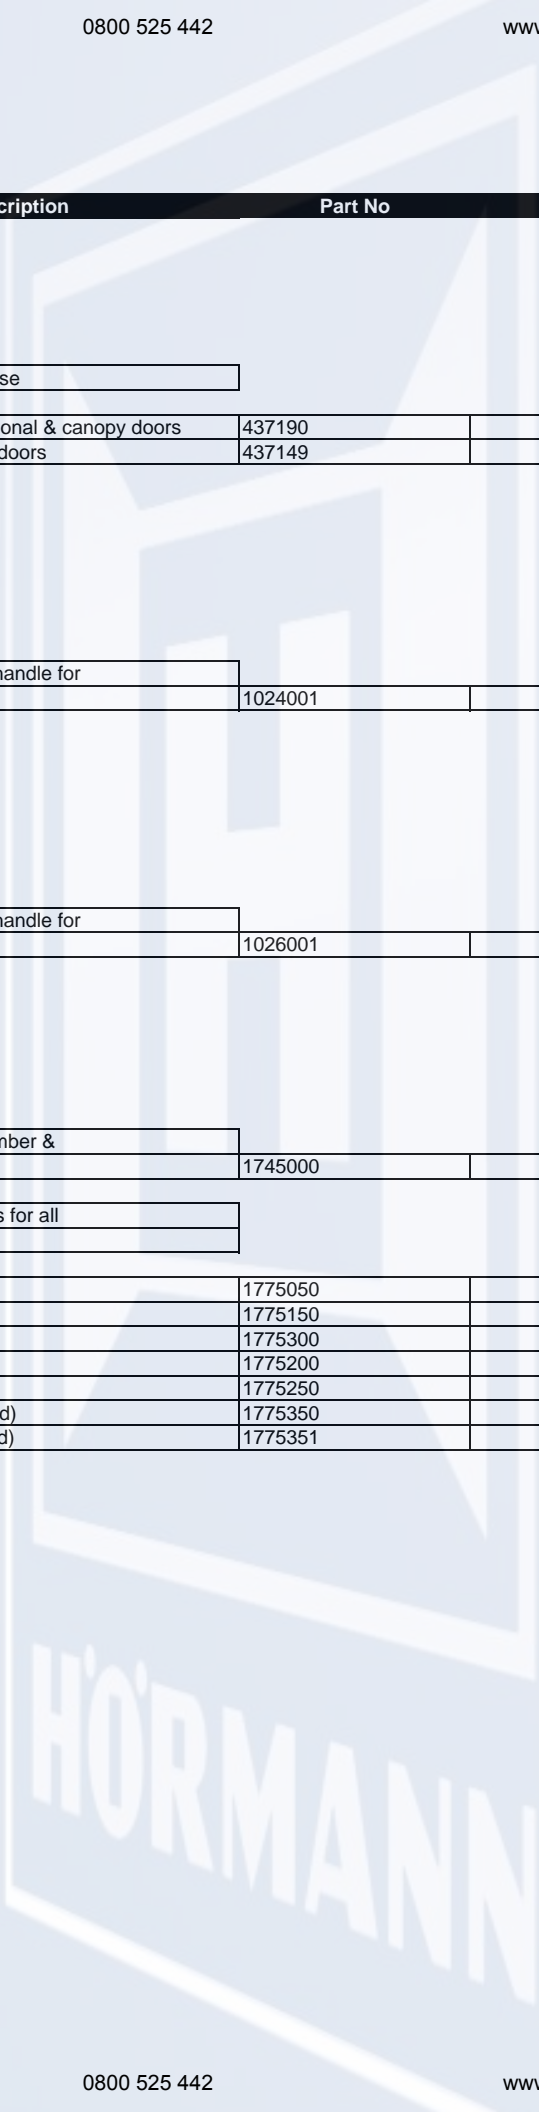 0800 525 442 www
cription Part No
se
onal & canopy doors 437190
doors 437149
handle for
1024001
handle for
1026001
mber &
1745000
s for all
1775050
1775150
1775300
1775200
1775250
d) 1775350
d) 1775351
HÖRMANN
0800 525 442 www